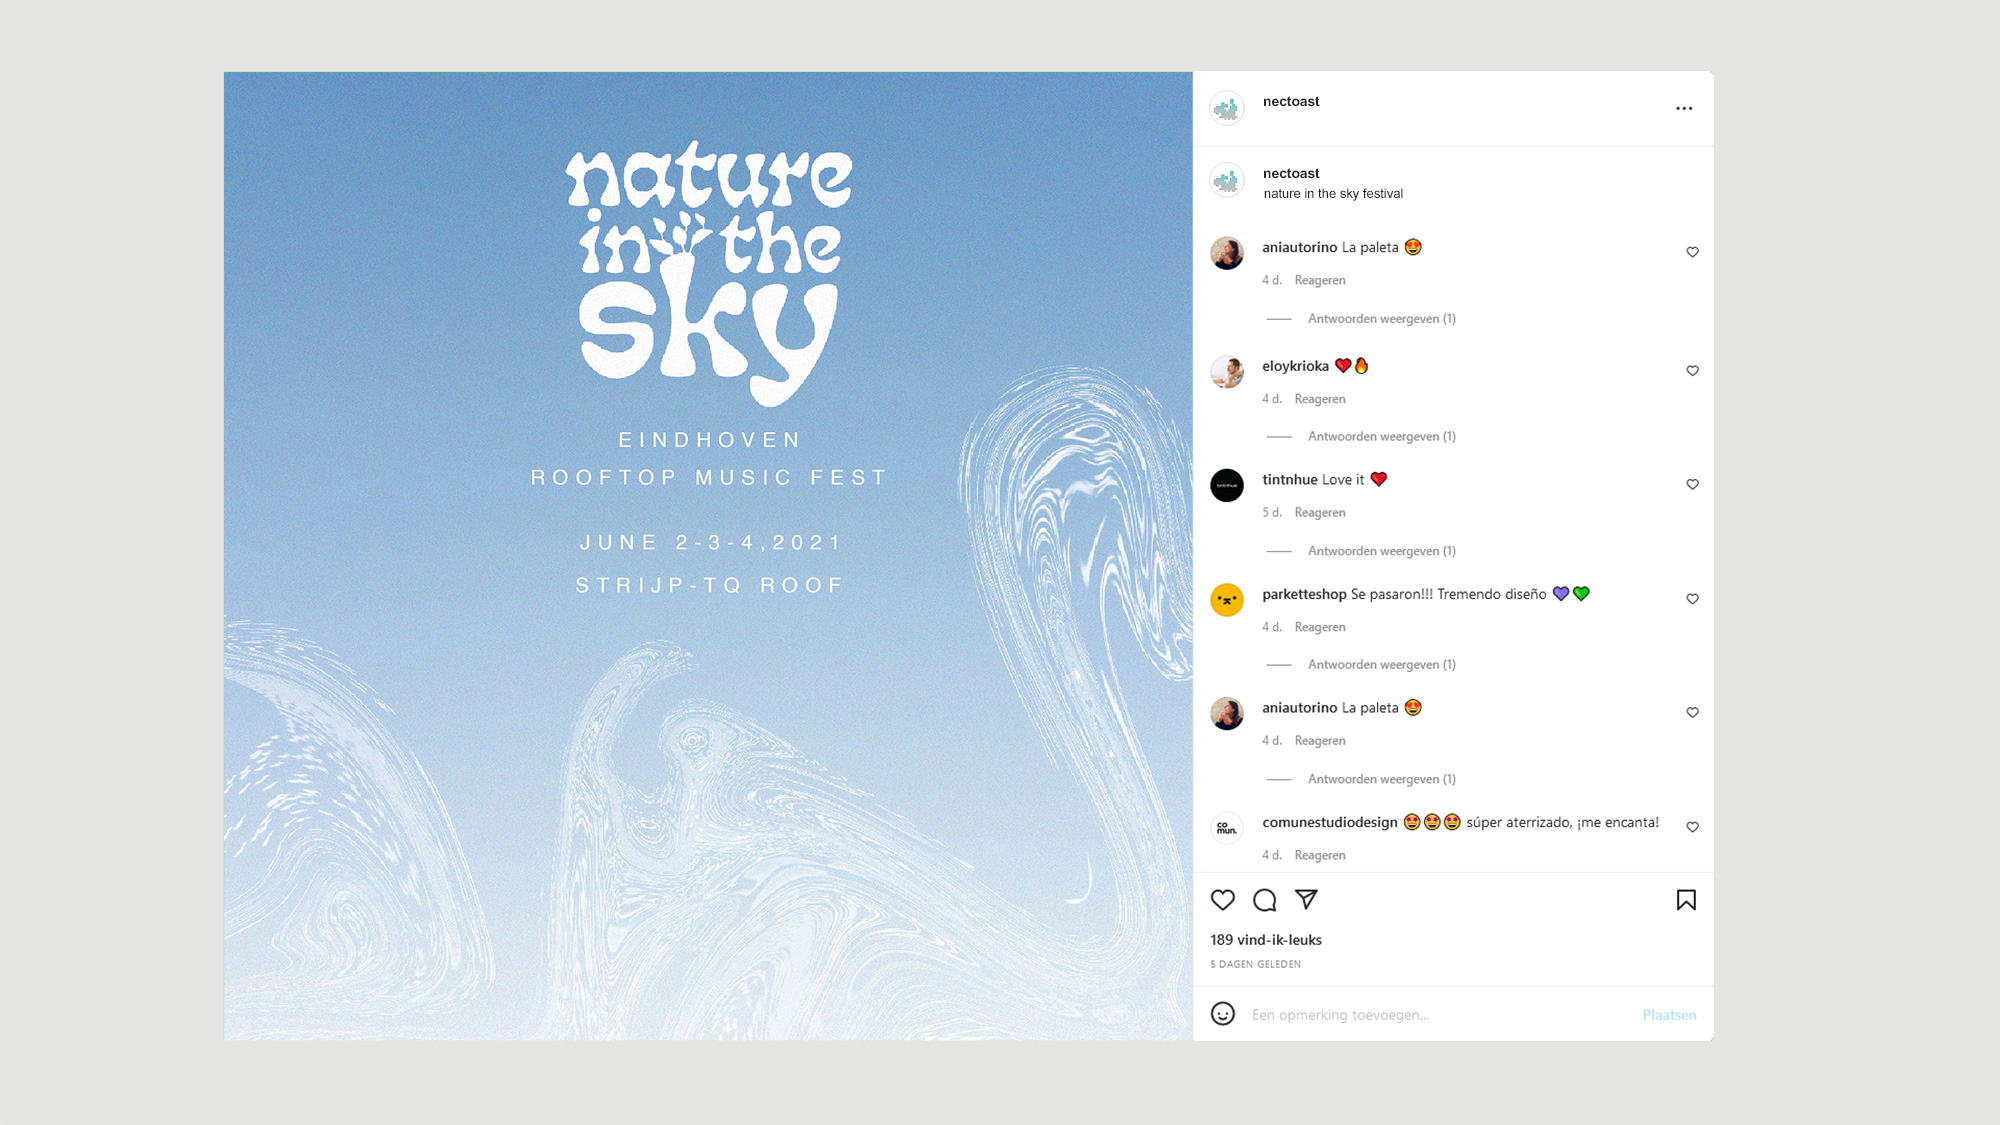 nature
in the
sky
EINDHOVEN
ROOFTOP MUSIC FEST
JUNE 2-3-4,2021
STRIJP-TQ ROOF
nectoast
nectoast
nature in the sky festival
aniautorino La paleta 😍
4 d. Reageren
Antwoorden weergeven (1)
eloykrioka ❤️🔥
4 d. Reageren
Antwoorden weergeven (1)
tintnhue
tintnhue Love it ❤️
5 d. Reageren
Antwoorden weergeven (1)
parketteshop Se pasaron!!! Tremendo diseño 💜💚
4 d. Reageren
Antwoorden weergeven (1)
aniautorino La paleta 😍
4 d. Reageren
Antwoorden weergeven (1)
co
mun.
comunestudiodesign 🤩🤩🤩 súper aterrizado, ¡me encanta!
4 d. Reageren
189 vind-ik-leuks
5 DAGEN GELEDEN
Een opmerking toevoegen...
Plaatsen